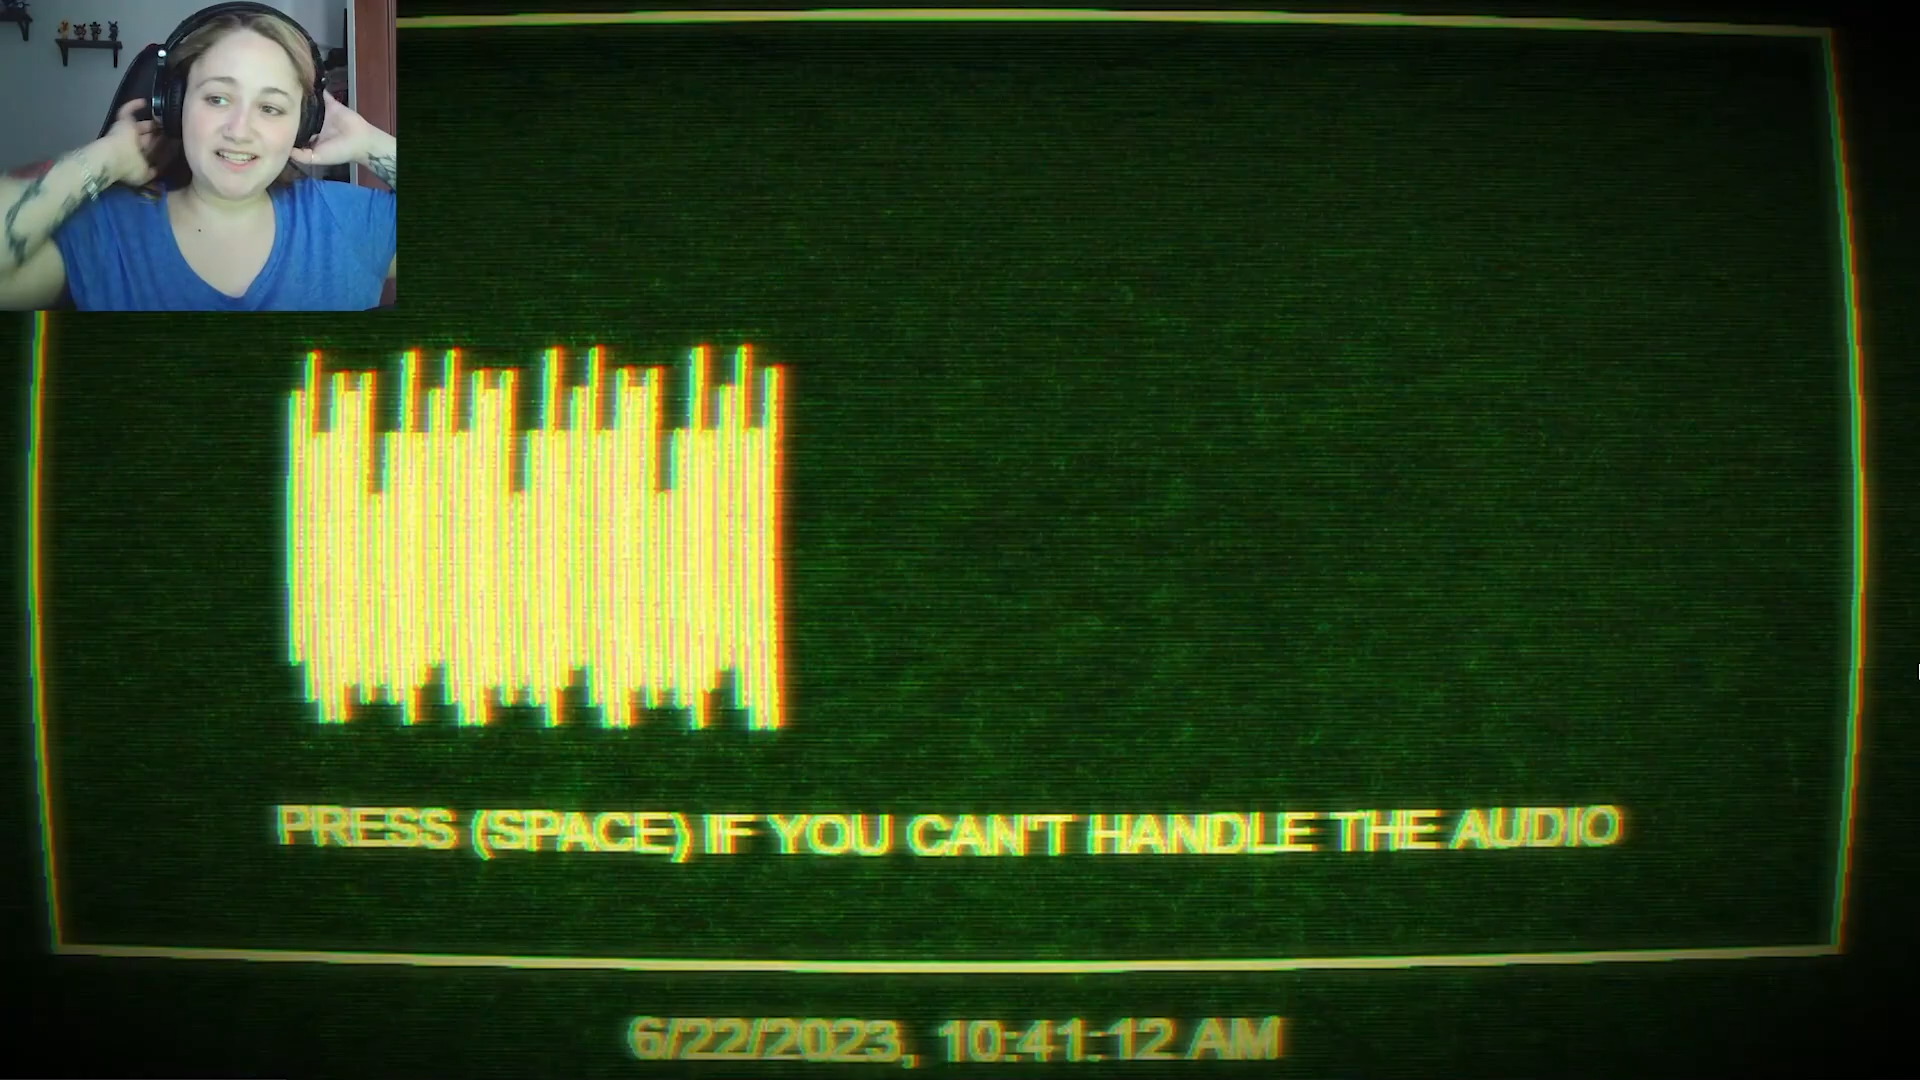 PRESS (SPACE) IF YOU CAN'T HANDLE THE AUDIO
6/22/2023, 10:41:12 AM